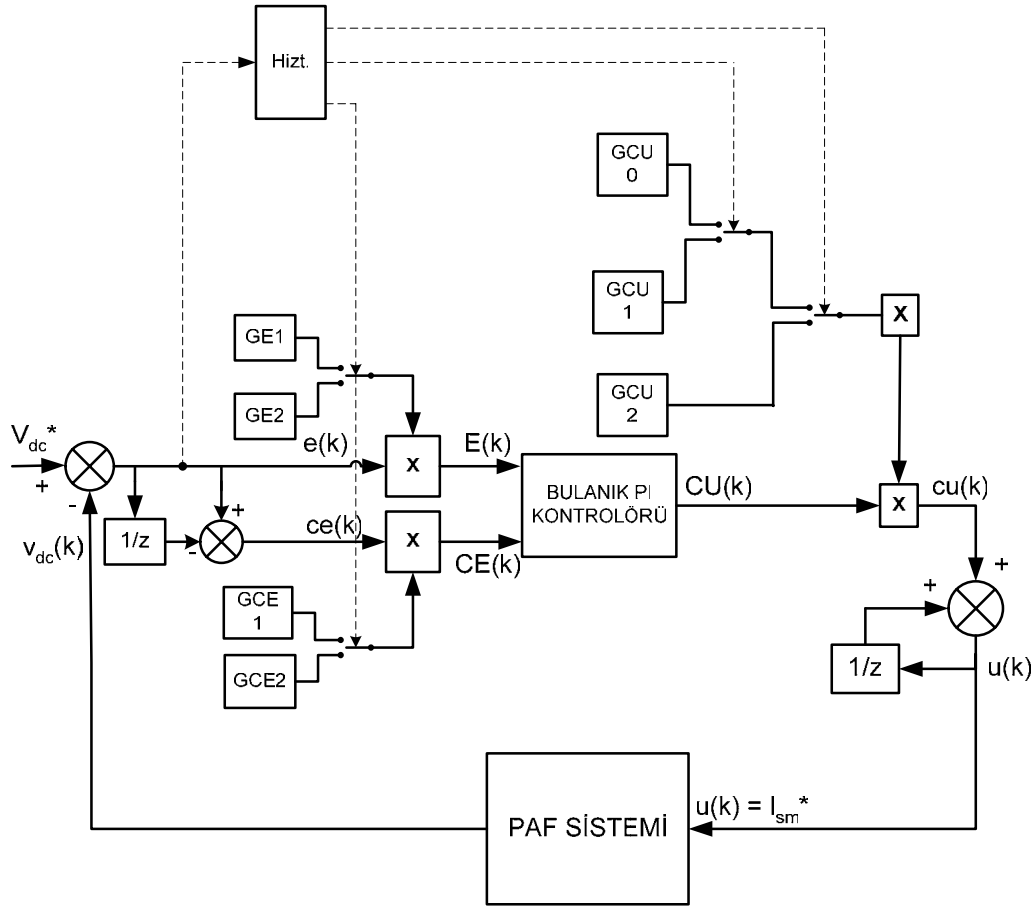 Hizt.
GCU
0
GCU
1
X
GE1
GCU
2
GE2
V_dc*
e(k)
E(k)
+
X
BULANIK PI
KONTROLÖRÜ
CU(k)
cu(k)
-
+
X
v_dc(k)
1/z
-
ce(k)
X
CE(k)
+
+
GCE
1
1/z
u(k)
GCE2
PAF SİSTEMİ
u(k) = I_sm*